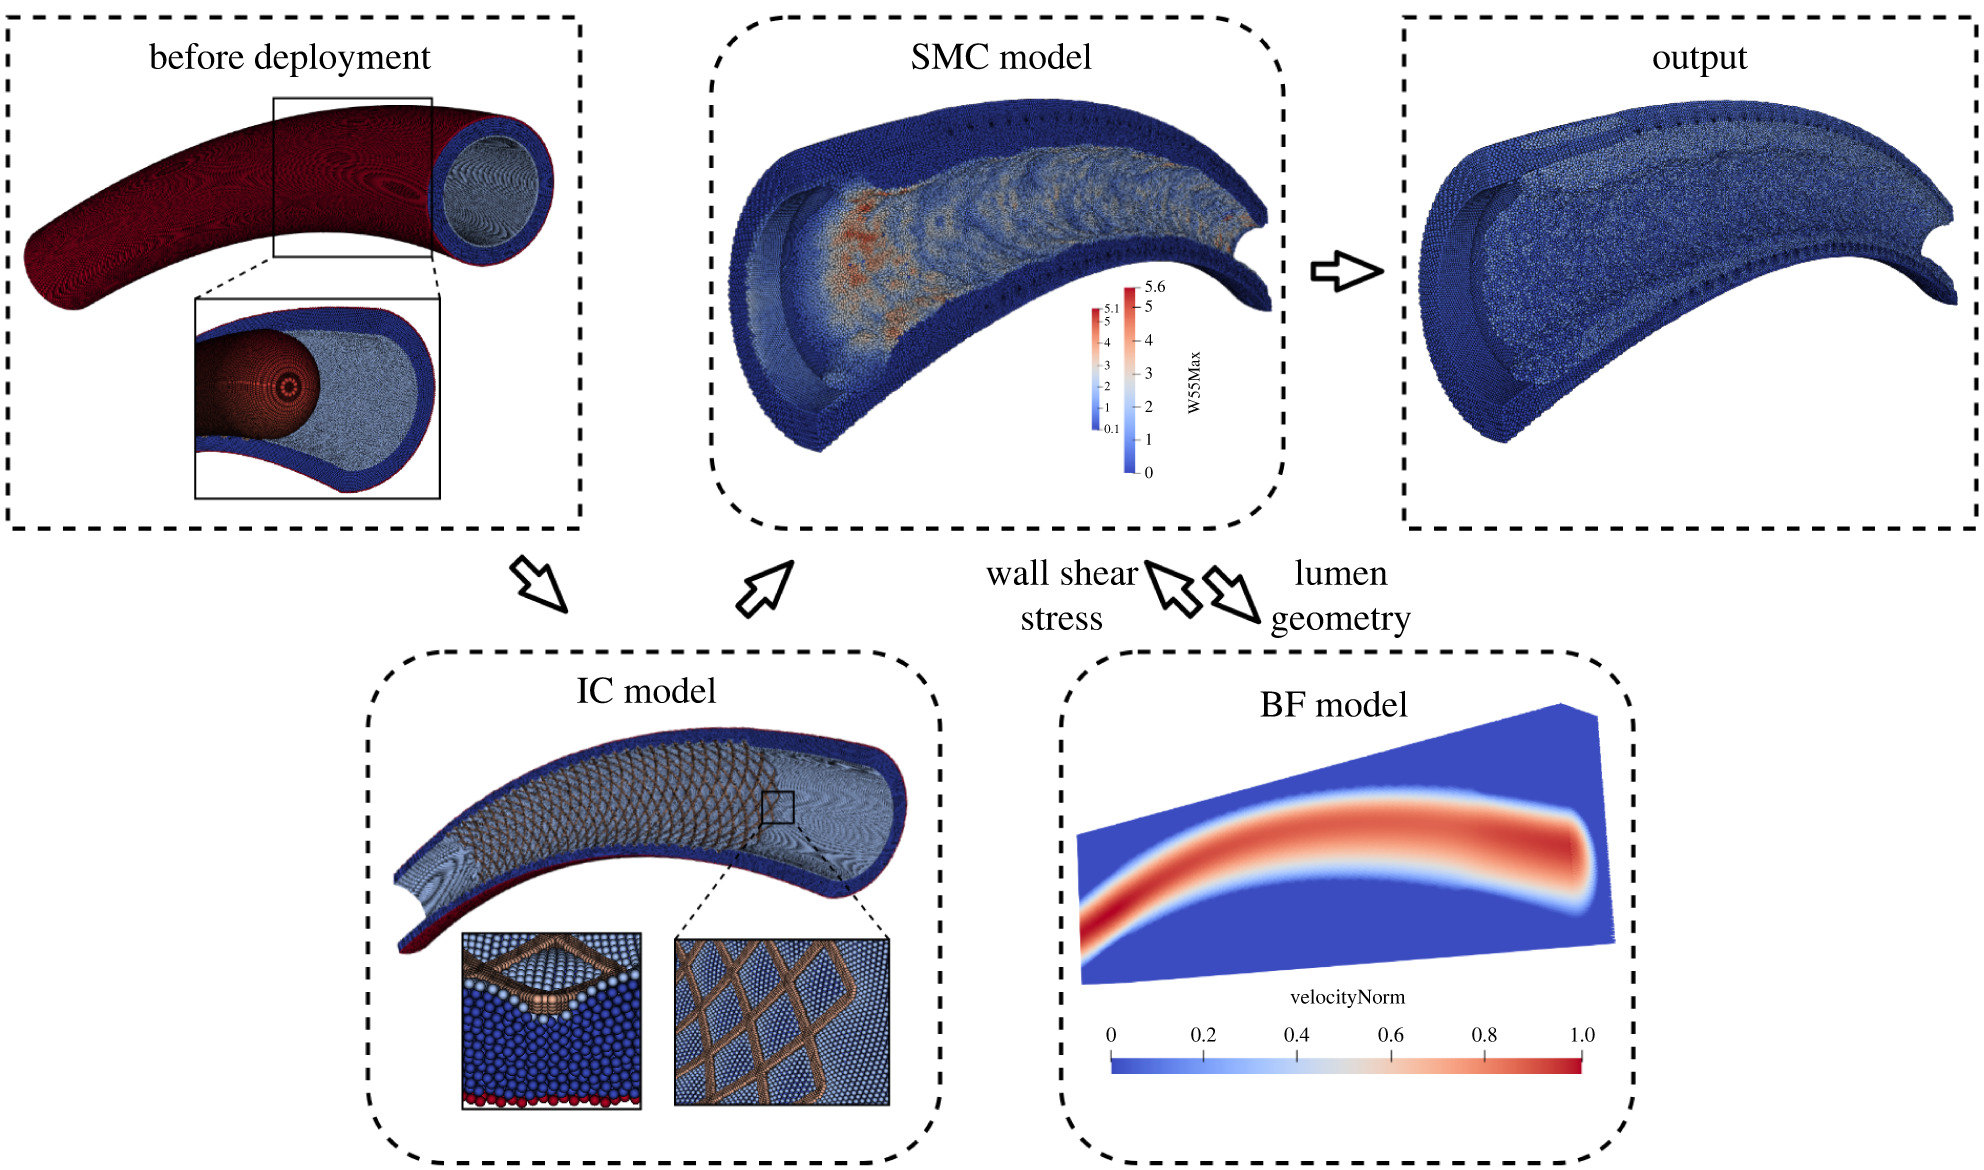 before deployment
SMC model
output
5.6
5.1
5
5
4
4
3
3
2
2
1
0.1
1
0
W55Max
wall shear
stress
lumen
geometry
IC model
BF model
velocityNorm
0 0.2 0.4 0.6 0.8 1.0